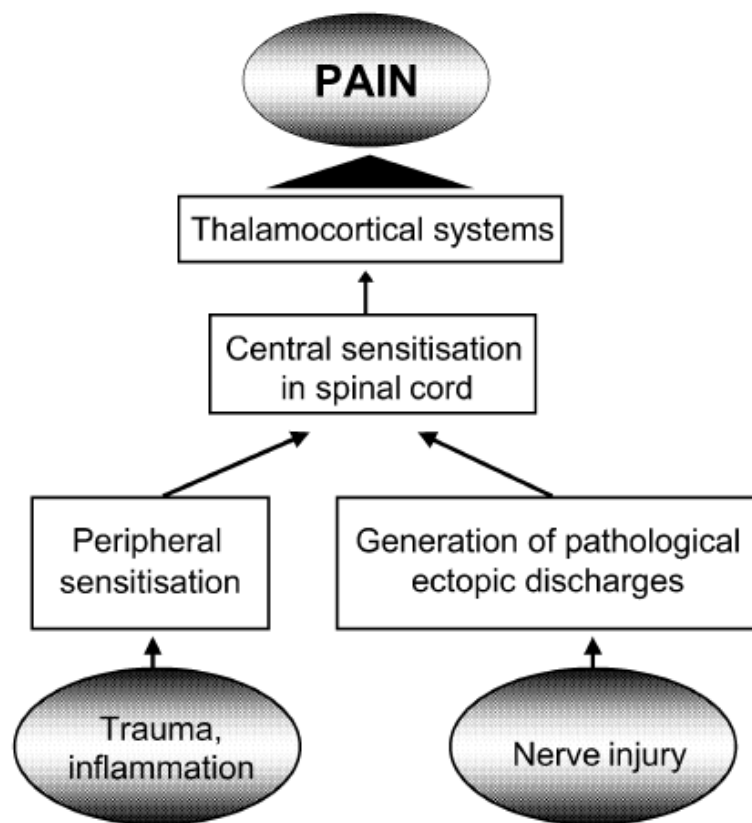 PAIN
Thalamocortical systems
Central sensitisation
in spinal cord
Peripheral
sensitisation
Generation of pathological
ectopic discharges
Trauma,
inflammation
Nerve injury